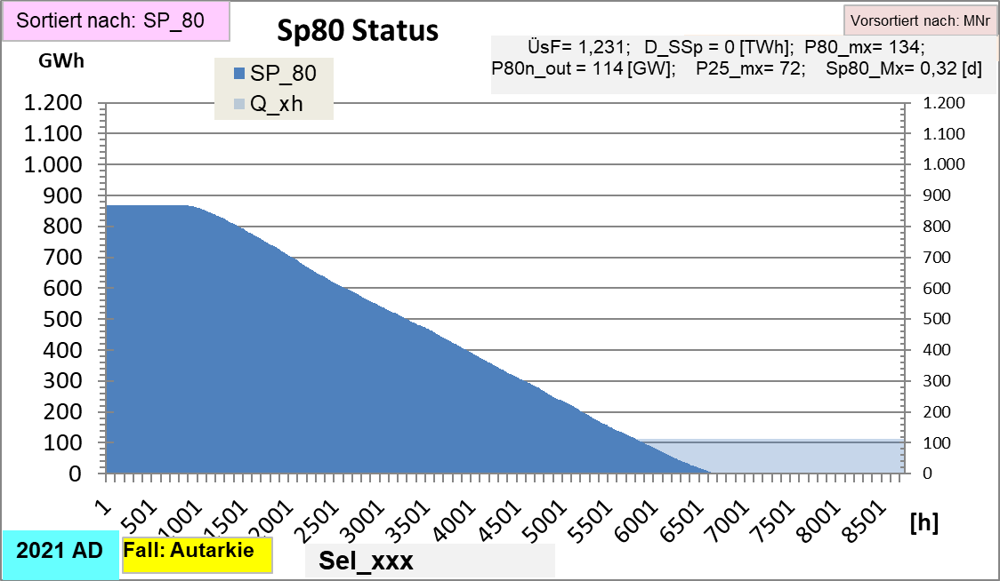 Sortiert nach: SP_80
Sp80 Status
Vorsortiert nach: MNr
GWh
ÜsF= 1,231; D_SSp = 0 [TWh]; P80_mx= 134;
P80n_out = 114 [GW]; P25_mx= 72; Sp80_Mx= 0,32 [d]
SP_80
Q_xh
1.200 1.200
1.100 1.100
1.000 1.000
900 900
800 800
700 700
600 600
500 500
400 400
300 300
200 200
100 100
0 0
1 501 1001 1501 2001 2501 3001 3501 4001 4501 5001 5501 6001 6501 7001 7501 8001 8501 [h]
2021 AD
Fall: Autarkie
Sel_xxx